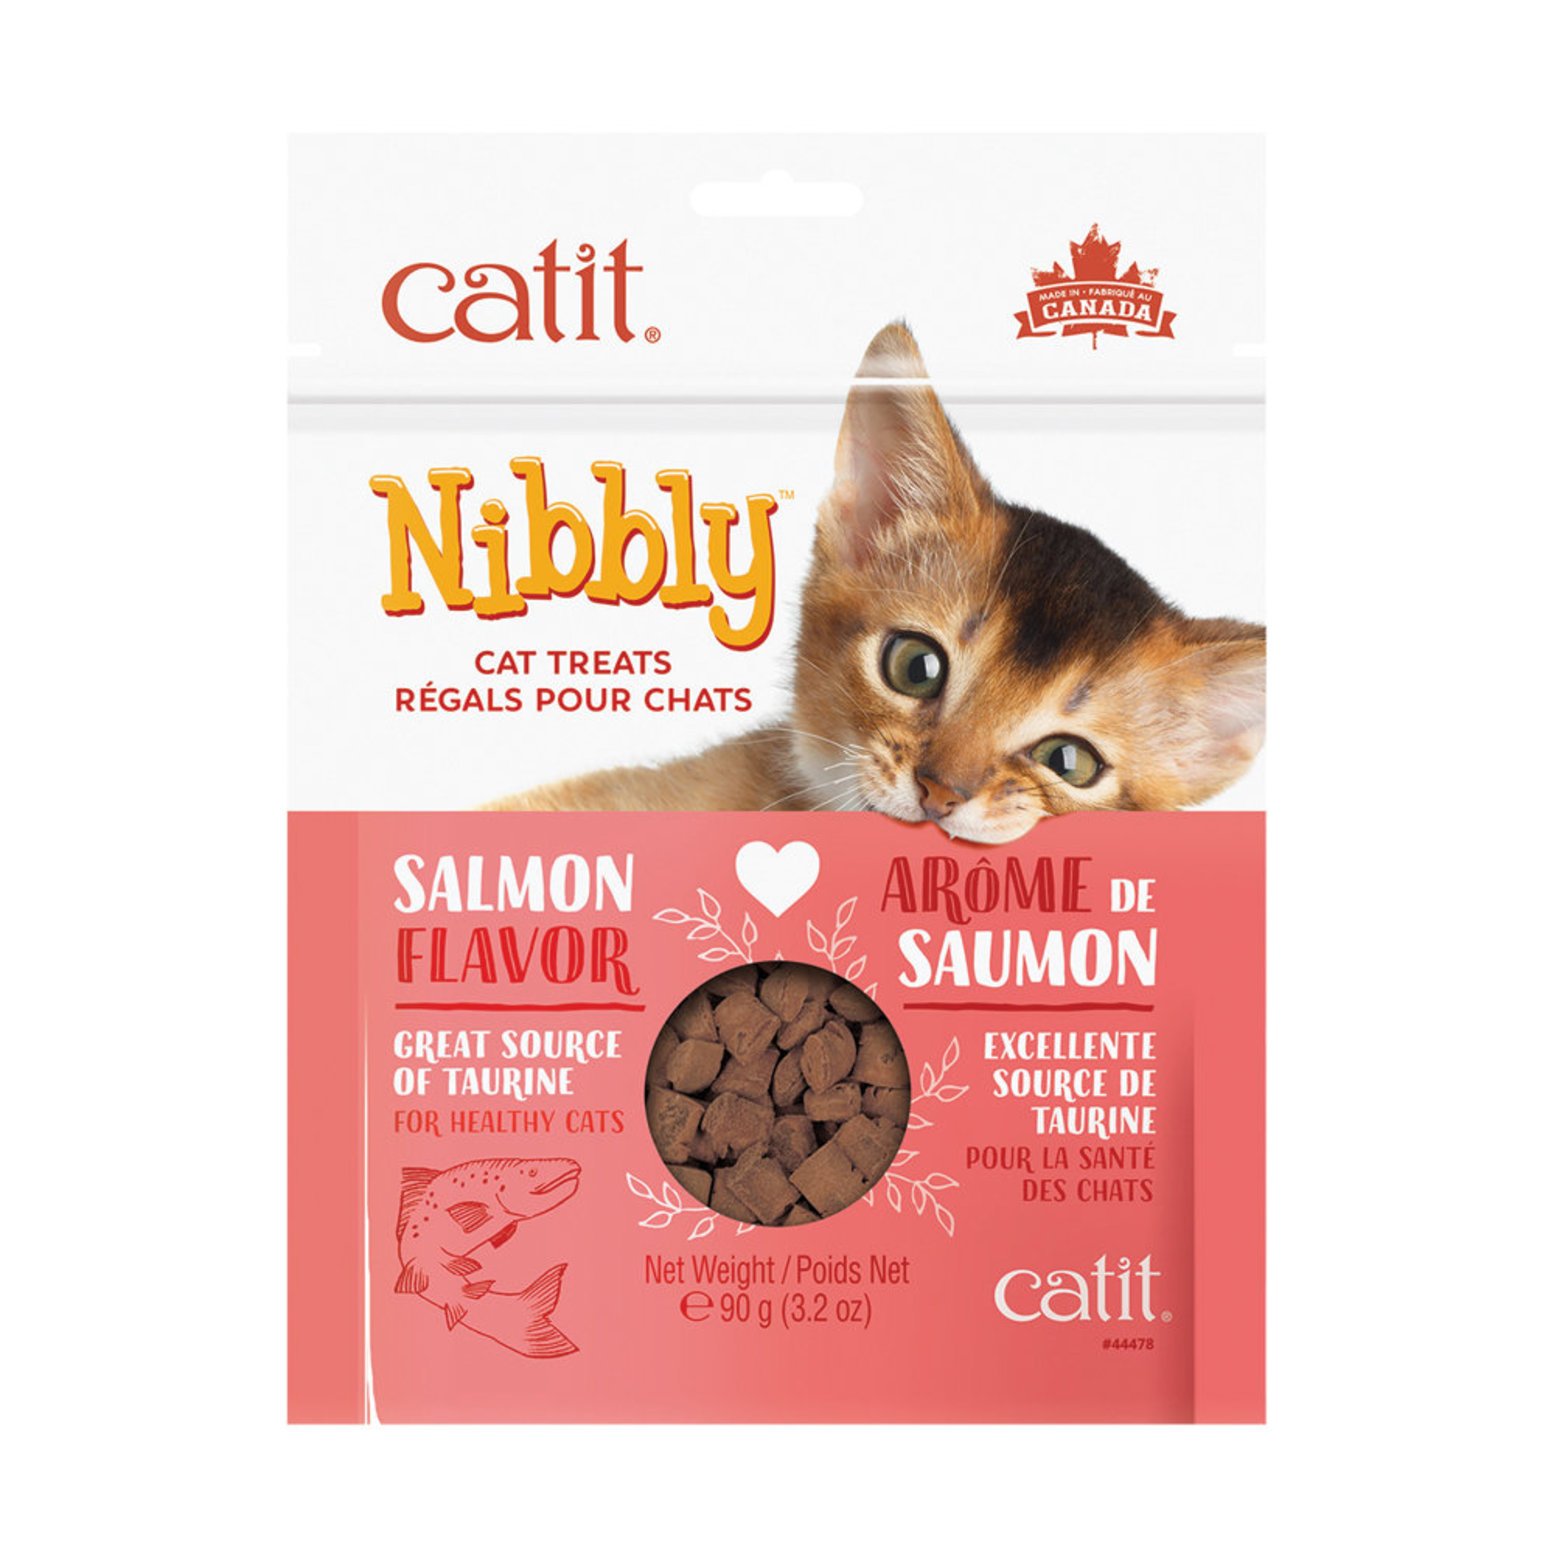 catit®
MADE IN • FABRIQUÉ AU
CANADA
Nibbly™
CAT TREATS
RÉGALS POUR CHATS
SALMON
FLAVOR
GREAT SOURCE
OF TAURINE
FOR HEALTHY CATS
ARÔME DE
SAUMON
EXCELLENTE
SOURCE DE
TAURINE
POUR LA SANTÉ
DES CHATS
Net Weight / Poids Net
℮ 90 g (3.2 oz)
catit®
#44478